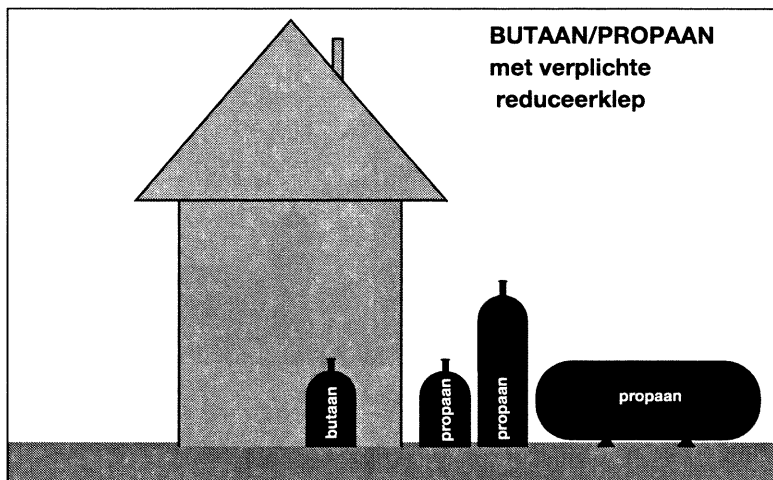 BUTAAN/PROPAAN
met verplichte
reduceerklep
butaan
propaan
propaan
propaan